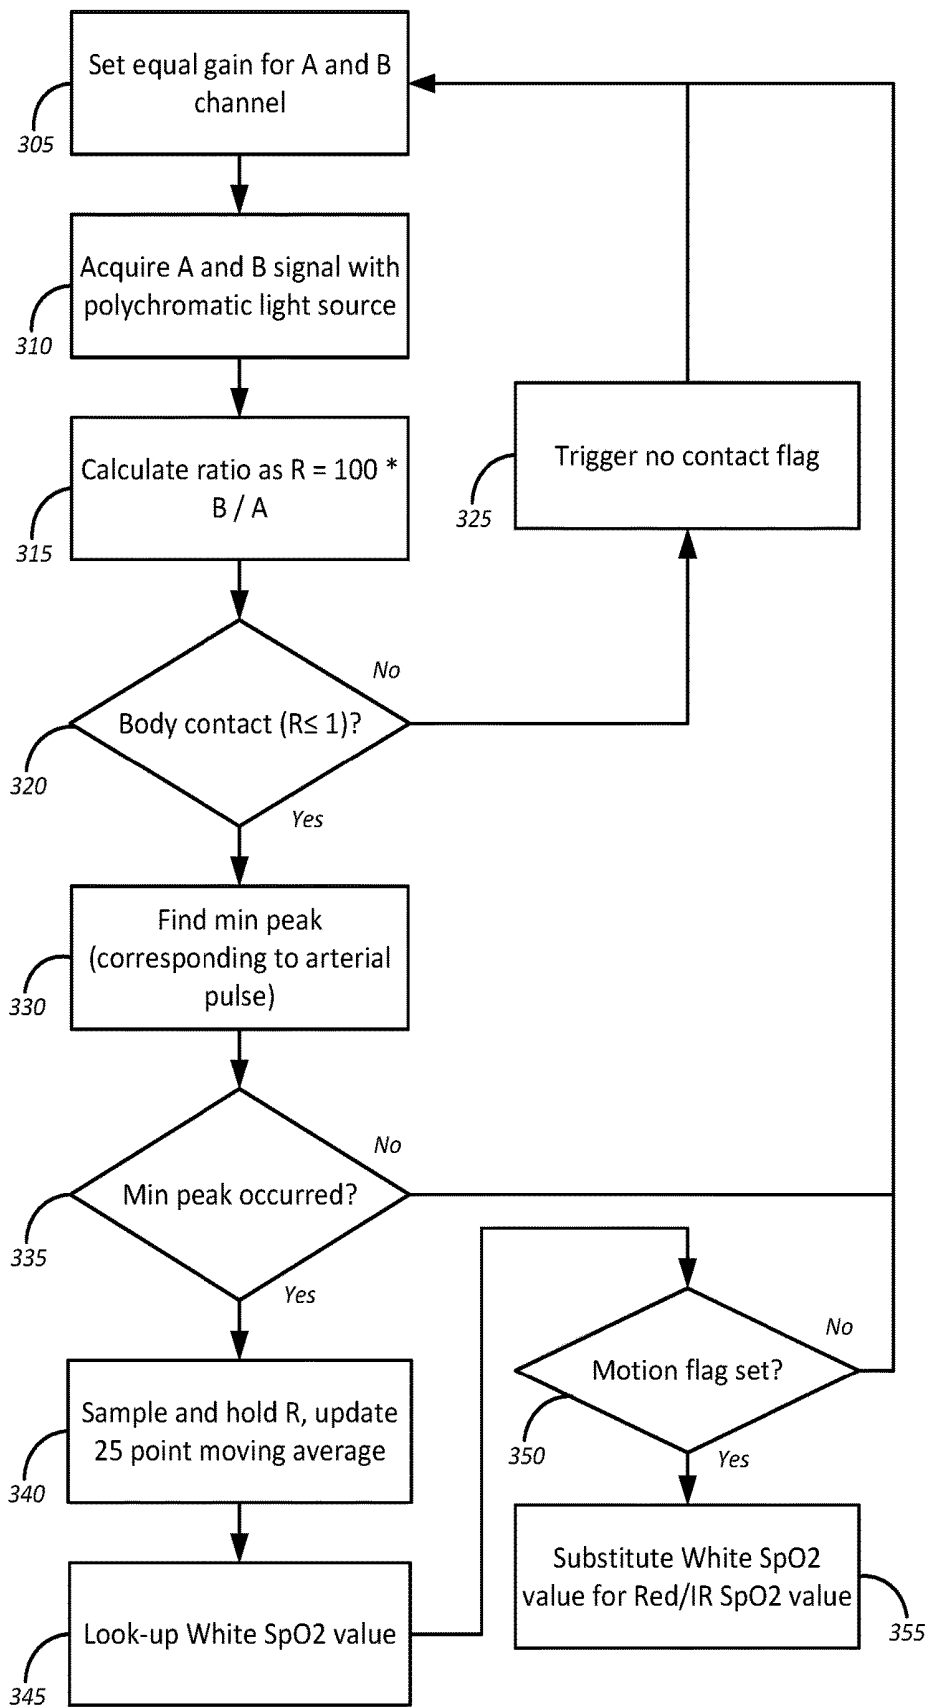 Set equal gain for A and B
channel
305
Acquire A and B signal with
polychromatic light source
310
Calculate ratio as R = 100 *
B / A
315
Trigger no contact flag
325
No
Body contact (R≤ 1)?
320
Yes
Find min peak
(corresponding to arterial
pulse)
330
No
Min peak occurred?
335
Yes
Sample and hold R, update
25 point moving average
340
Look-up White SpO2 value
345
No
Motion flag set?
350
Yes
Substitute White SpO2
value for Red/IR SpO2 value
355